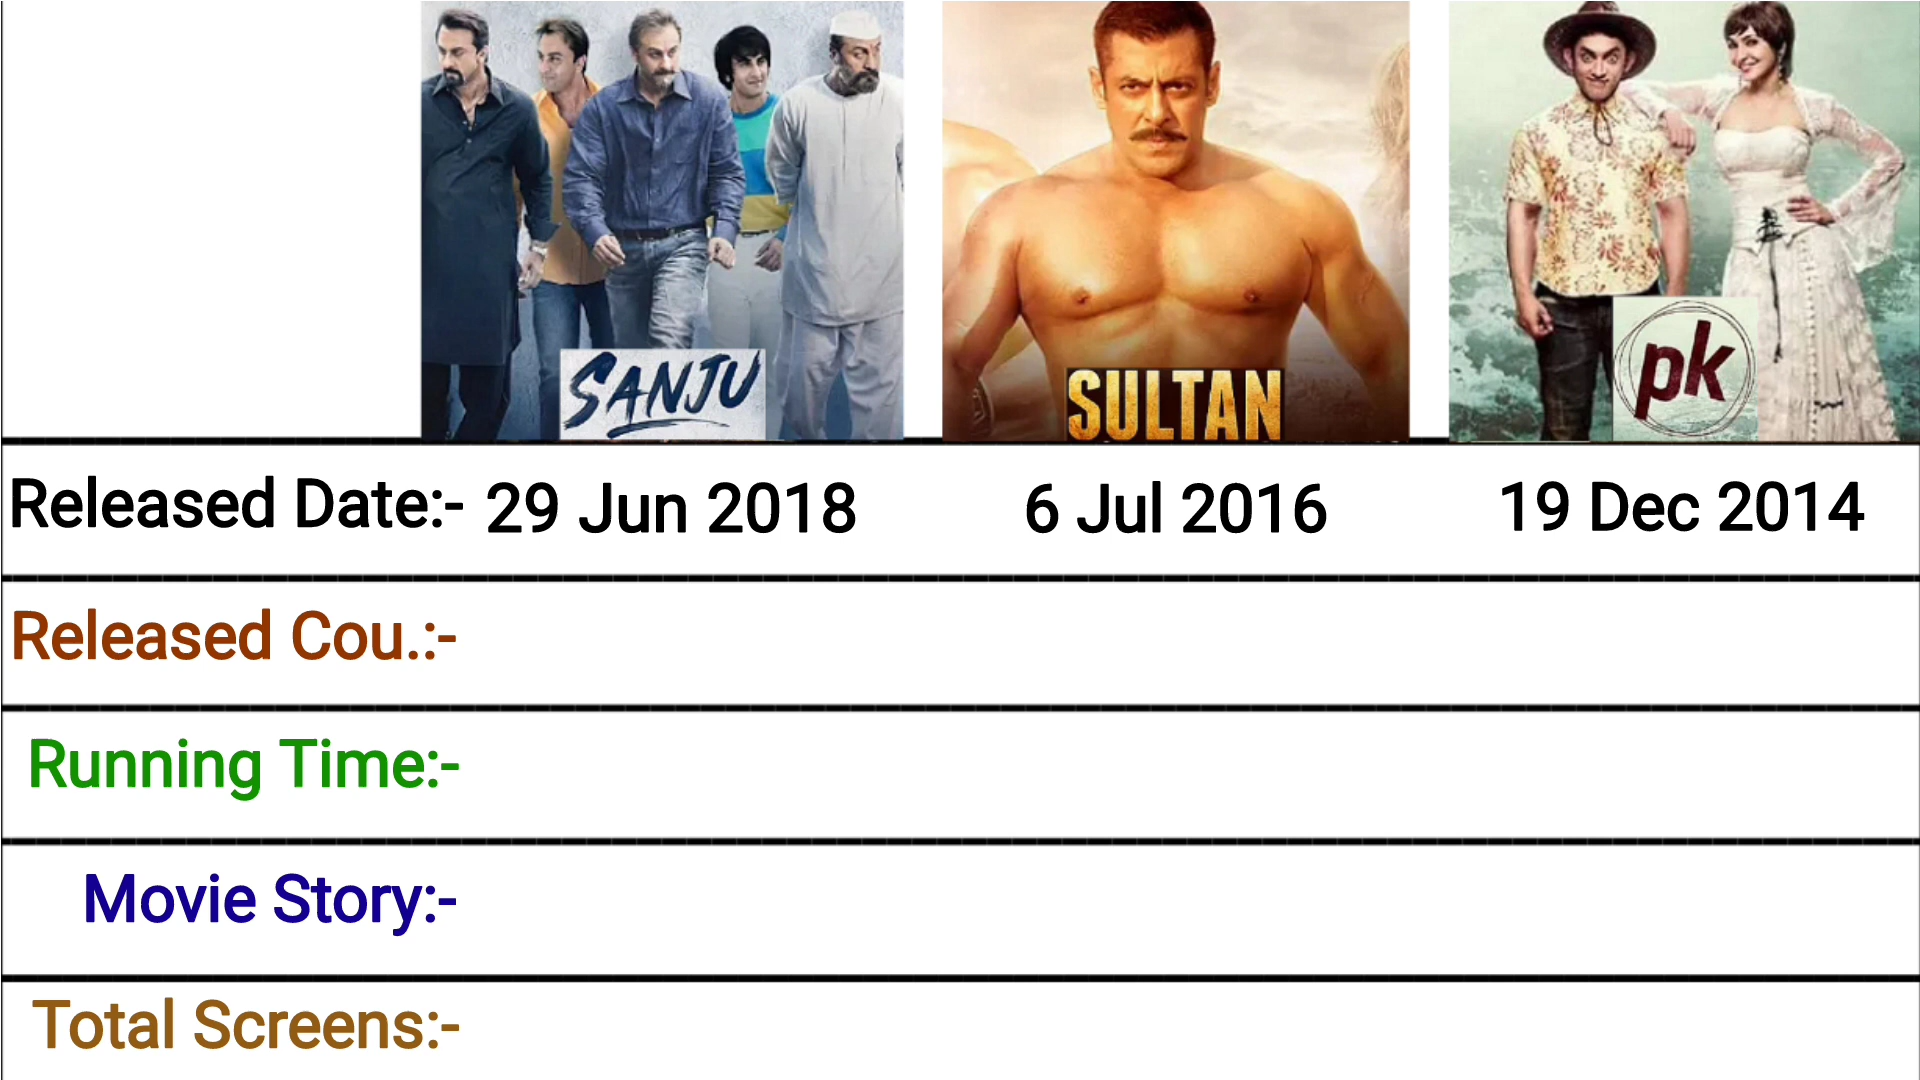 SANJU
SULTAN
pk
Released Date:- 29 Jun 2018 6 Jul 2016 19 Dec 2014
Released Cou.:-
Running Time:-
Movie Story:-
Total Screens:-